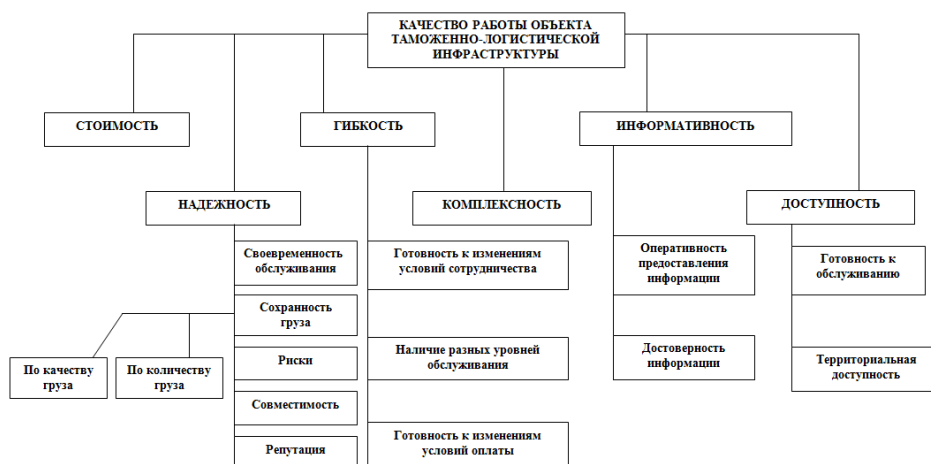 КАЧЕСТВО РАБОТЫ ОБЪЕКТА
ТАМОЖЕННО-ЛОГИСТИЧЕСКОЙ
ИНФРАСТРУКТУРЫ
СТОИМОСТЬ
ГИБКОСТЬ
ИНФОРМАТИВНОСТЬ
НАДЕЖНОСТЬ
КОМПЛЕКСНОСТЬ
ДОСТУПНОСТЬ
Своевременность
обслуживания
Сохранность
груза
По качеству
груза
По количеству
груза
Риски
Совместимость
Репутация
Готовность к изменениям
условий сотрудничества
Наличие разных уровней
обслуживания
Готовность к изменениям
условий оплаты
Оперативность
предоставления
информации
Достоверность
информации
Готовность к
обслуживанию
Территориальная
доступность